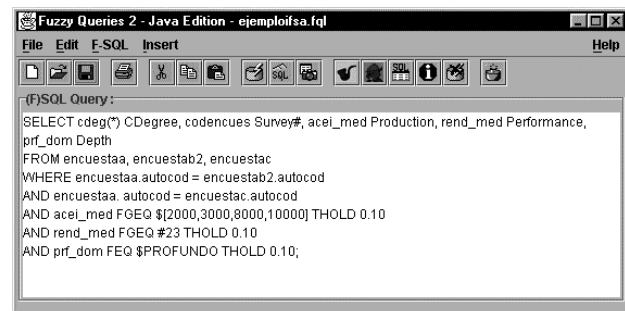 Fuzzy Queries 2 - Java Edition - ejemploifsa.fql
File Edit F-SQL Insert Help
SQL SQL
(F)SQL Query:
SELECT cdeg(*) CDegree, codencues Survey#, acei_med Production, rend_med Performance,
prf_dom Depth
FROM encuestaa, encuestab2, encuestac
WHERE encuestaa.autocod = encuestab2.autocod
AND encuestaa. autocod = encuestac.autocod
AND acei_med FGEQ $[2000,3000,8000,10000] THOLD 0.10
AND rend_med FGEQ #23 THOLD 0.10
AND prf_dom FEQ $PROFUNDO THOLD 0.10;